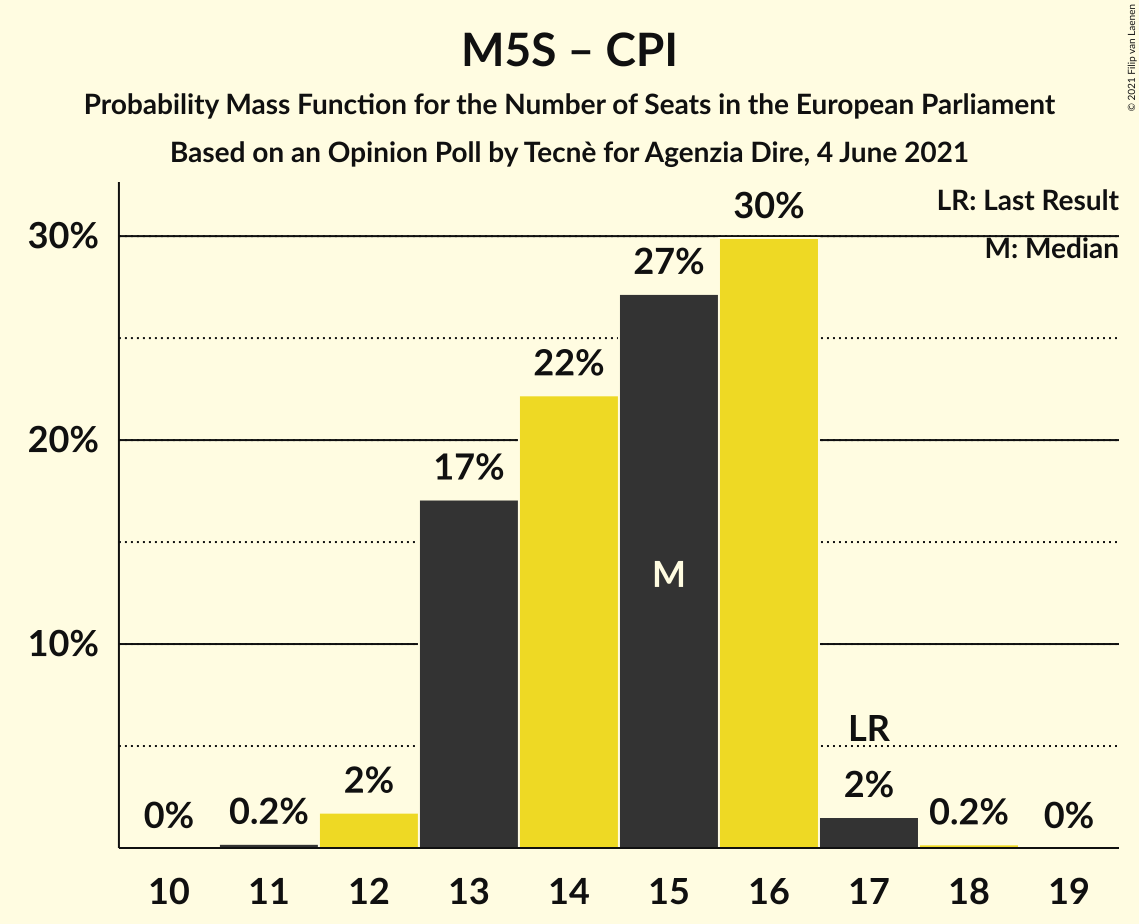 M5S – CPI
Probability Mass Function for the Number of Seats in the European Parliament
Based on an Opinion Poll by Tecnè for Agenzia Dire, 4 June 2021
© 2021 Filip van Laenen
LR: Last Result
M: Median
30%
20%
10%
0%
0.2%
2%
17%
22%
27%
30%
2%
0.2%
0%
M
LR
10
11
12
13
14
15
16
17
18
19